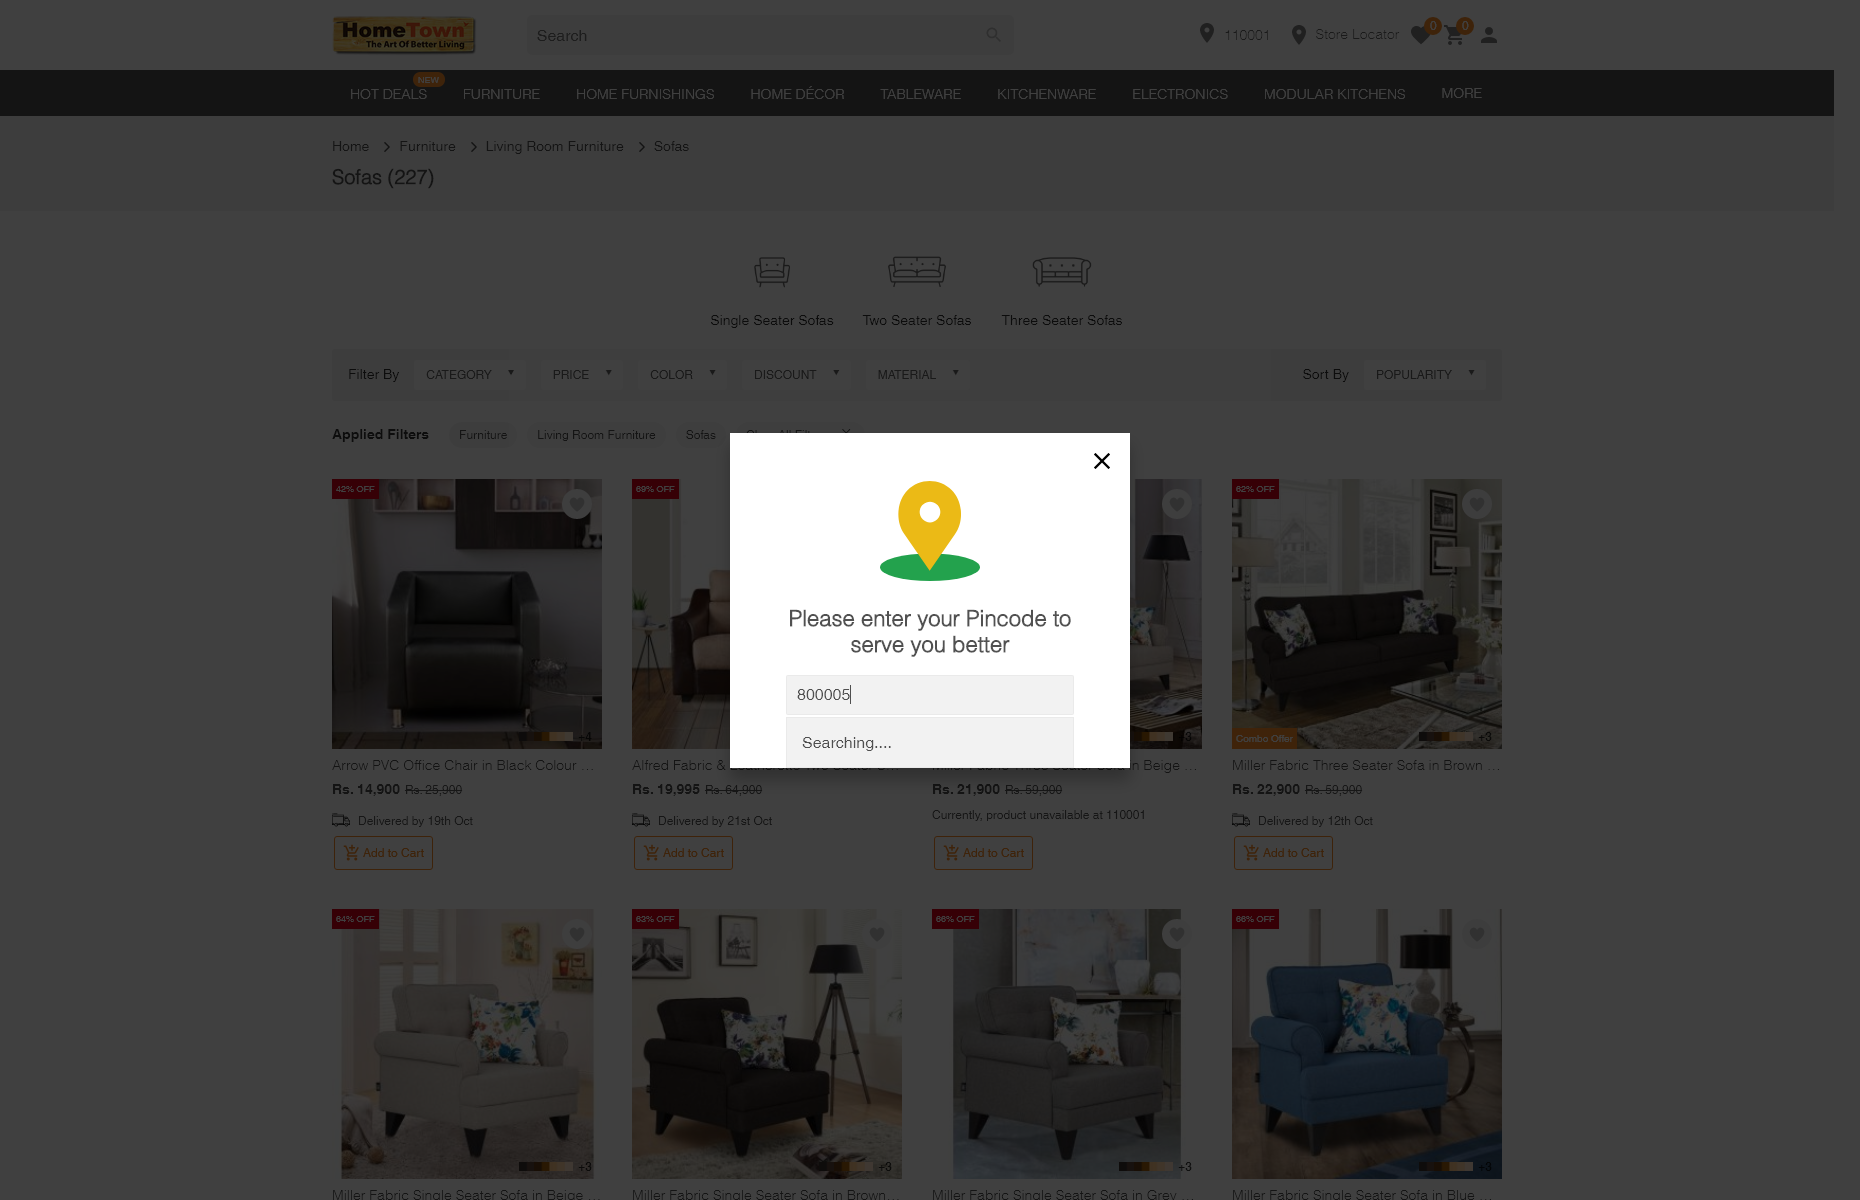 HomeTown
The Art Of Better Living
Search
110001
Store Locator
0
0
NEW
HOT DEALS FURNITURE HOME FURNISHINGS HOME DÉCOR TABLEWARE KITCHENWARE ELECTRONICS MODULAR KITCHENS MORE
Home > Furniture > Living Room Furniture > Sofas
Sofas (227)
Single Seater Sofas Two Seater Sofas Three Seater Sofas
Filter By CATEGORY PRICE COLOR DISCOUNT MATERIAL Sort By POPULARITY
Applied Filters Furniture Living Room Furniture Sofas
Please enter your Pincode to
serve you better
800005
Searching....
42% OFF 69% OFF 62% OFF
+4 +3 Combo Offer +3
Arrow PVC Office Chair in Black Colour ...
Rs. 14,900 Rs. 25,900
Delivered by 19th Oct
Add to Cart
Alfred Fabric &
Rs. 19,995 Rs. 64,900
Delivered by 21st Oct
Add to Cart
Miller Fabric Three Seater Sofa in Beige ...
Rs. 21,900 Rs. 59,900
Currently, product unavailable at 110001
Add to Cart
Miller Fabric Three Seater Sofa in Brown ...
Rs. 22,900 Rs. 59,900
Delivered by 12th Oct
Add to Cart
64% OFF 63% OFF 66% OFF 66% OFF
+3 +3 +3 +3
Miller Fabric Single Seater Sofa in Beige ...
Miller Fabric Single Seater Sofa in Brown...
Miller Fabric Single Seater Sofa in Grey ...
Miller Fabric Single Seater Sofa in Blue ...